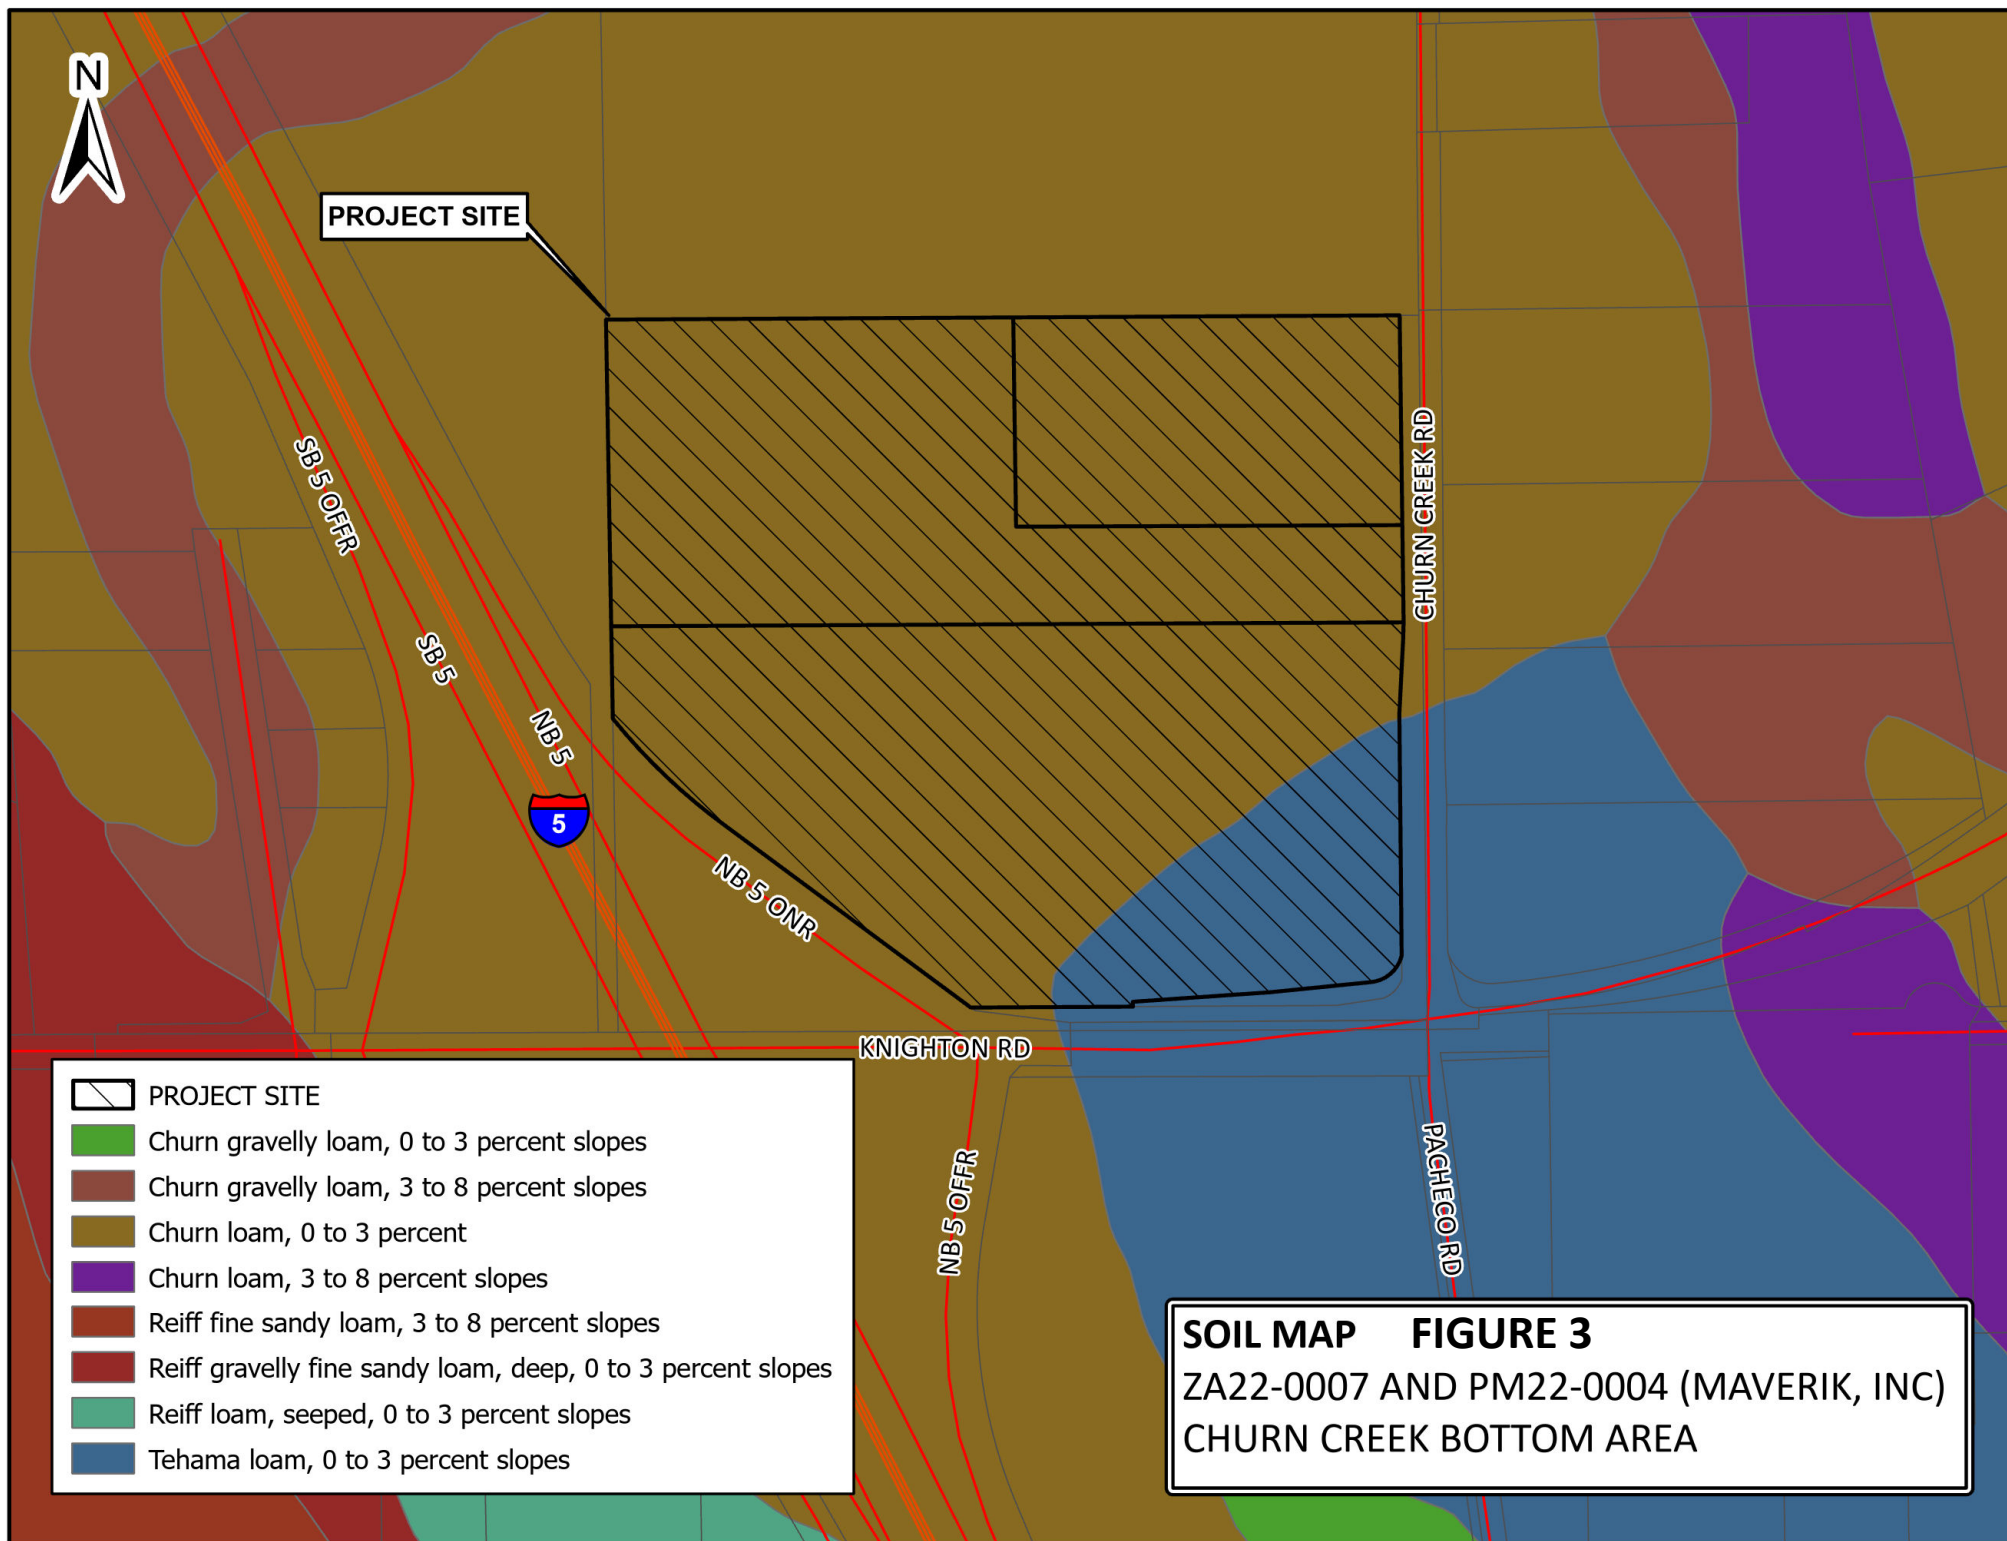 N
PROJECT SITE
SB 5 OFFR
CHURN CREEK RD
SB 5
NB 5
5
NB 5 ONR
KNIGHTON RD
NB 5 OFFR
PACHECO RD
PROJECT SITE
Churn gravelly loam, 0 to 3 percent slopes
Churn gravelly loam, 3 to 8 percent slopes
Churn loam, 0 to 3 percent
Churn loam, 3 to 8 percent slopes
Reiff fine sandy loam, 3 to 8 percent slopes
Reiff gravelly fine sandy loam, deep, 0 to 3 percent slopes
Reiff loam, seeped, 0 to 3 percent slopes
Tehama loam, 0 to 3 percent slopes
SOIL MAP FIGURE 3
ZA22-0007 AND PM22-0004 (MAVERIK, INC)
CHURN CREEK BOTTOM AREA